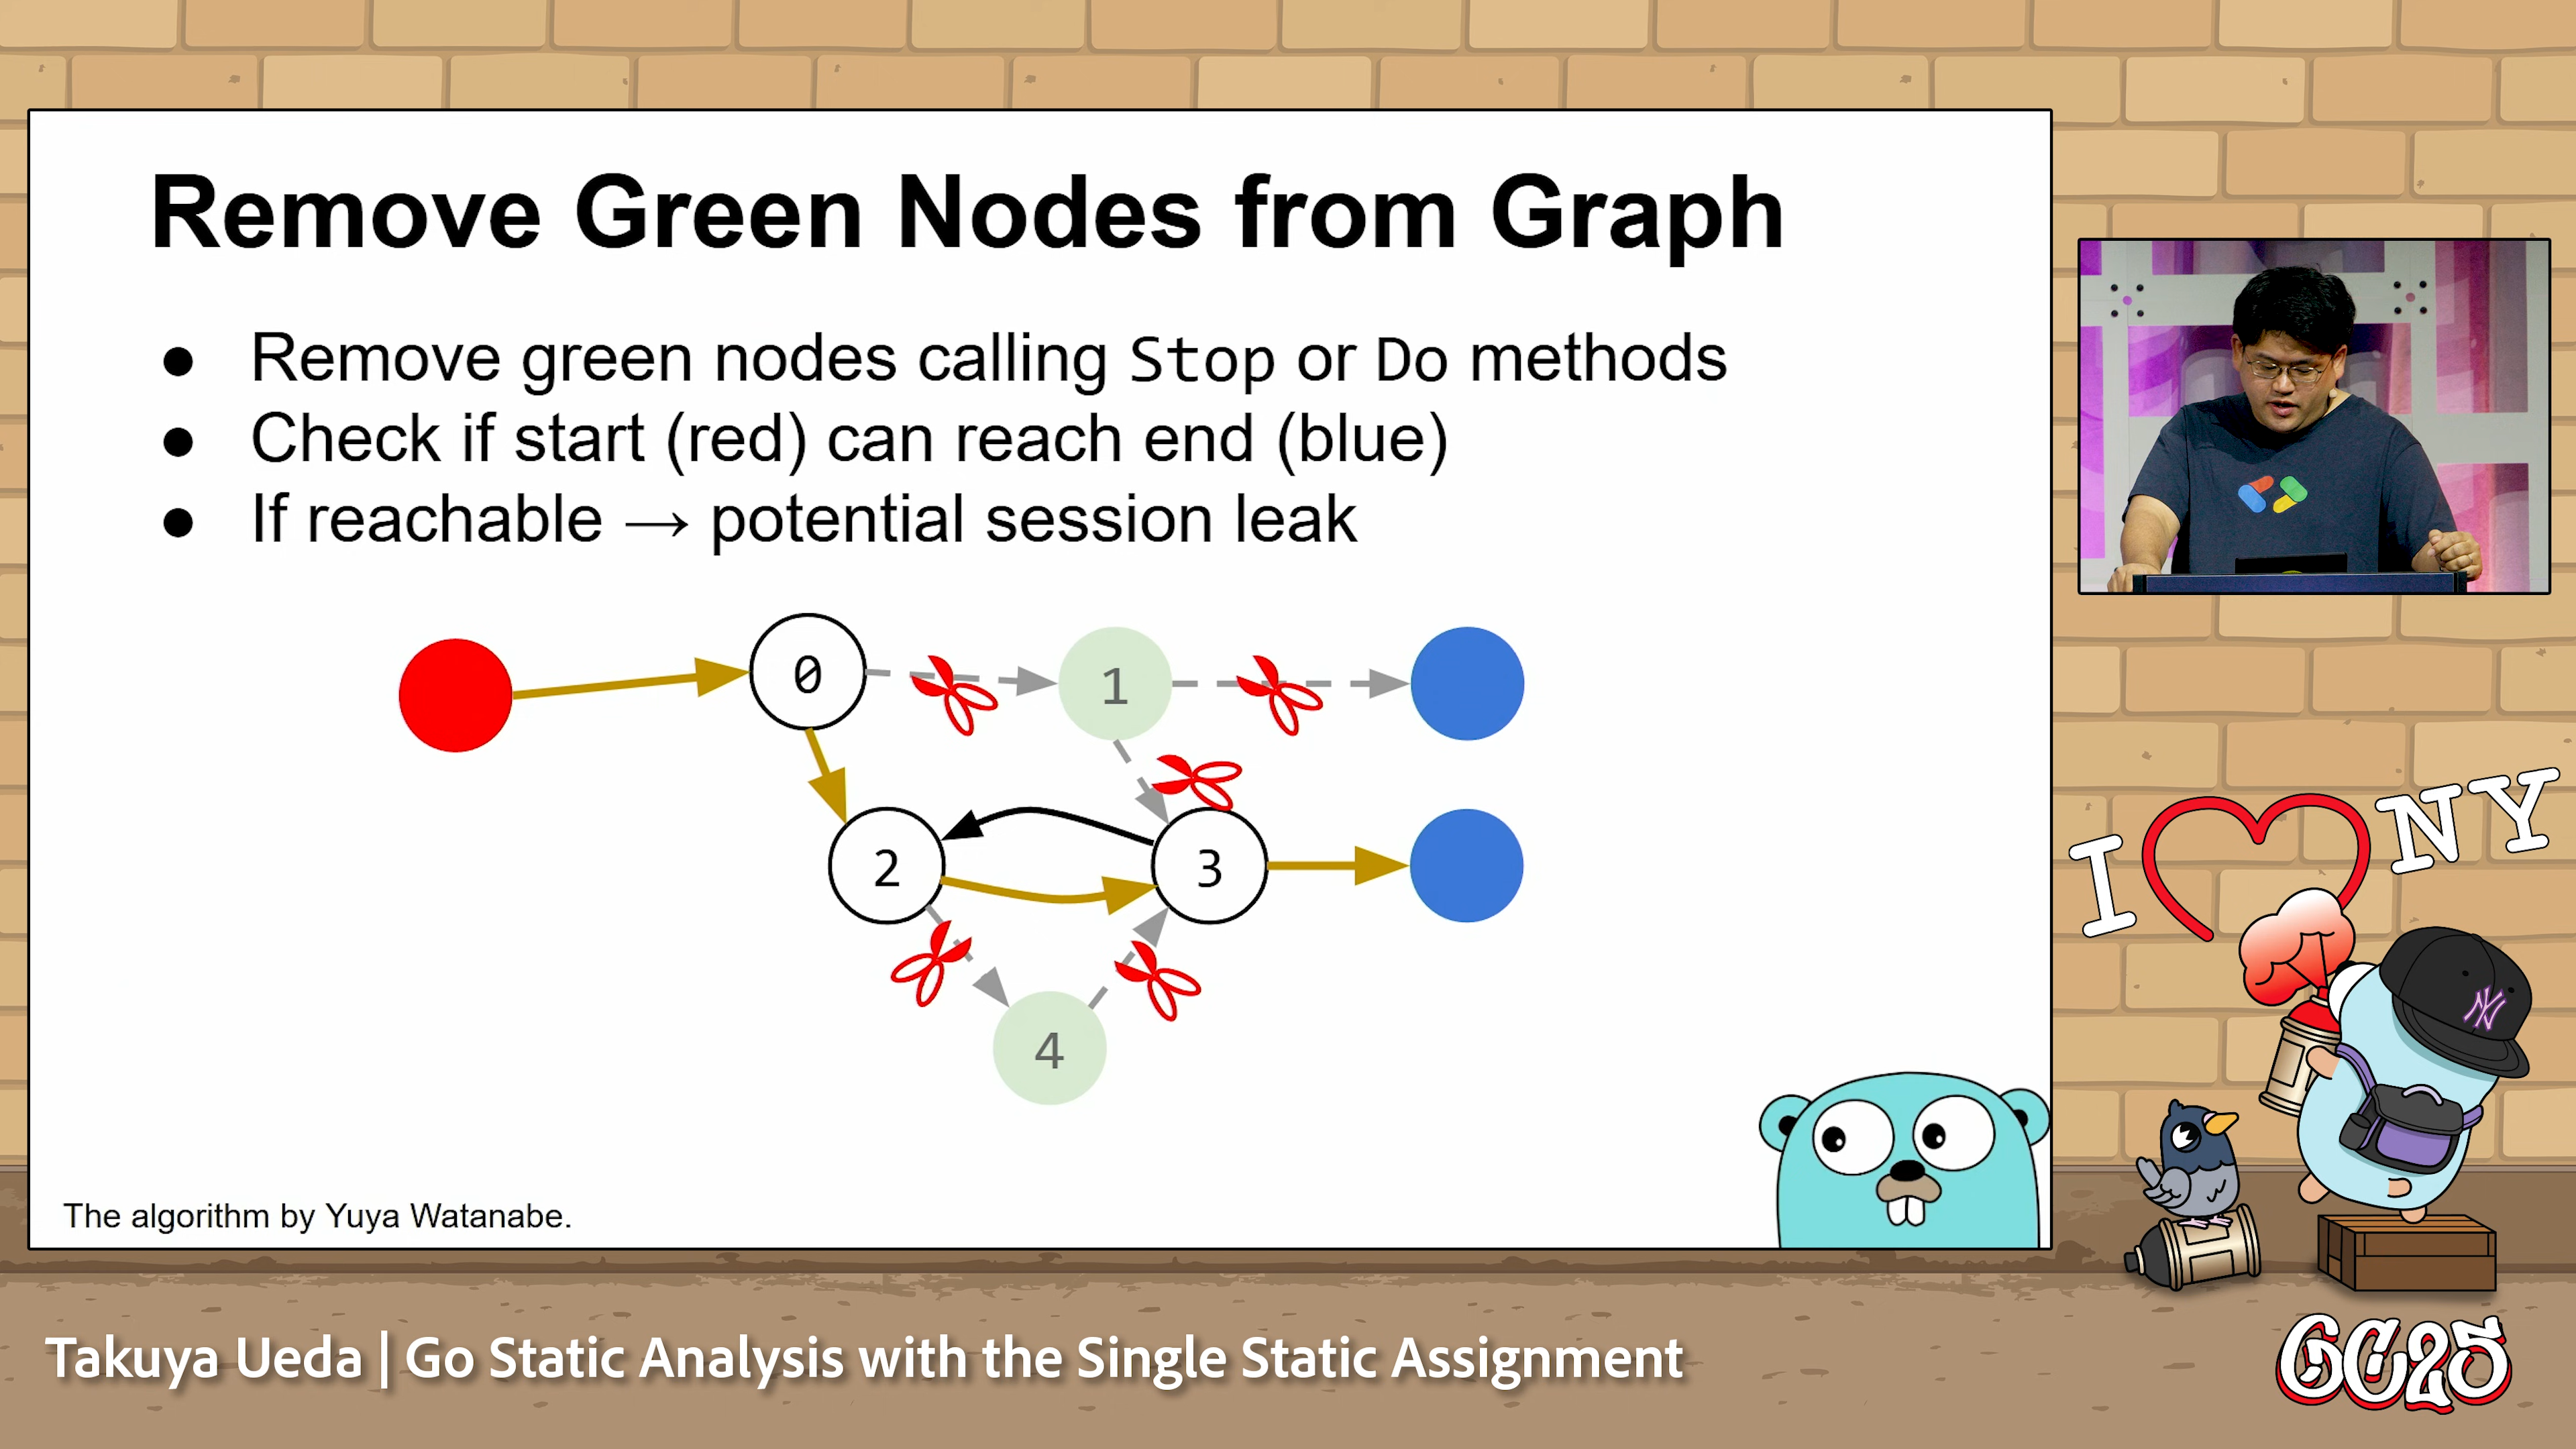 Remove Green Nodes from Graph
● Remove green nodes calling Stop or Do methods
● Check if start (red) can reach end (blue)
● If reachable → potential session leak
0
1
2
3
4
The algorithm by Yuya Watanabe.
I NY
NY
Takuya Ueda | Go Static Analysis with the Single Static Assignment
GC25